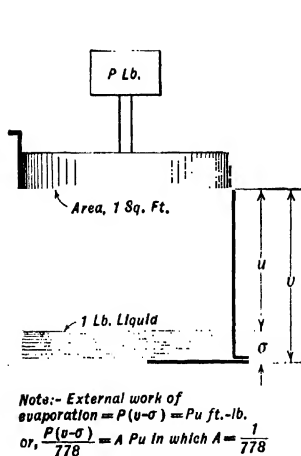 P Lb.
Area, 1 Sq. Ft.
u
υ
1 Lb. Liquid
σ
Note:- External work of
evaporation = P(υ-σ) = Pu ft.-lb.
or, P(υ-σ)/778 = A Pu in which A = 1/778